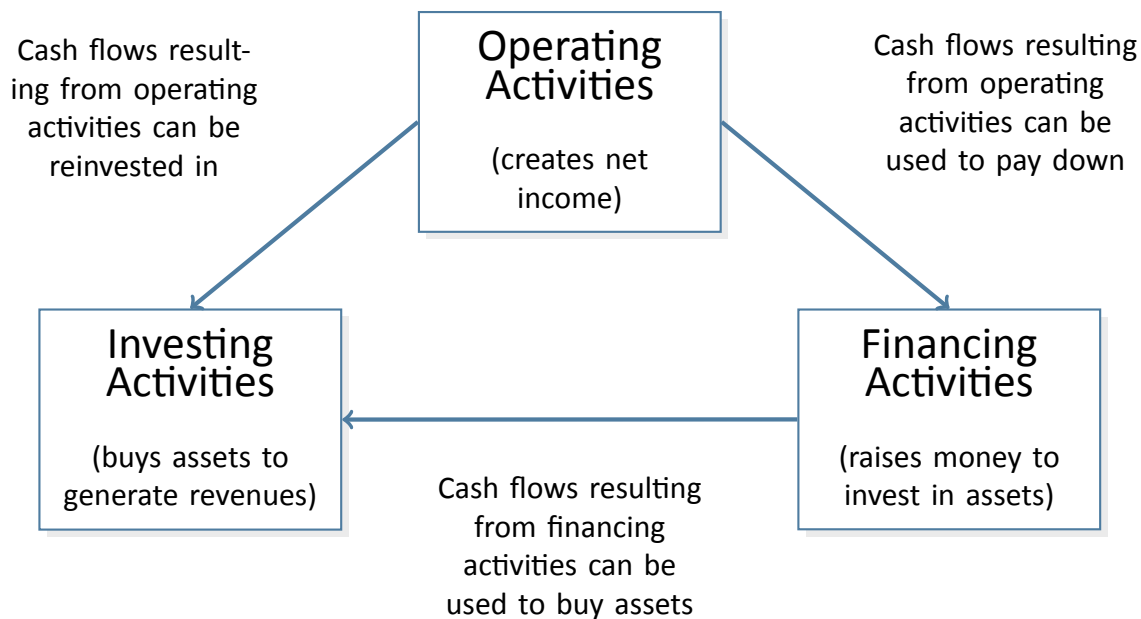 Cash flows result-
ing from operating
activities can be
reinvested in
Operating
Activities
(creates net
income)
Cash flows resulting
from operating
activities can be
used to pay down
Investing
Activities
(buys assets to
generate revenues)
Financing
Activities
(raises money to
invest in assets)
Cash flows resulting
from financing
activities can be
used to buy assets